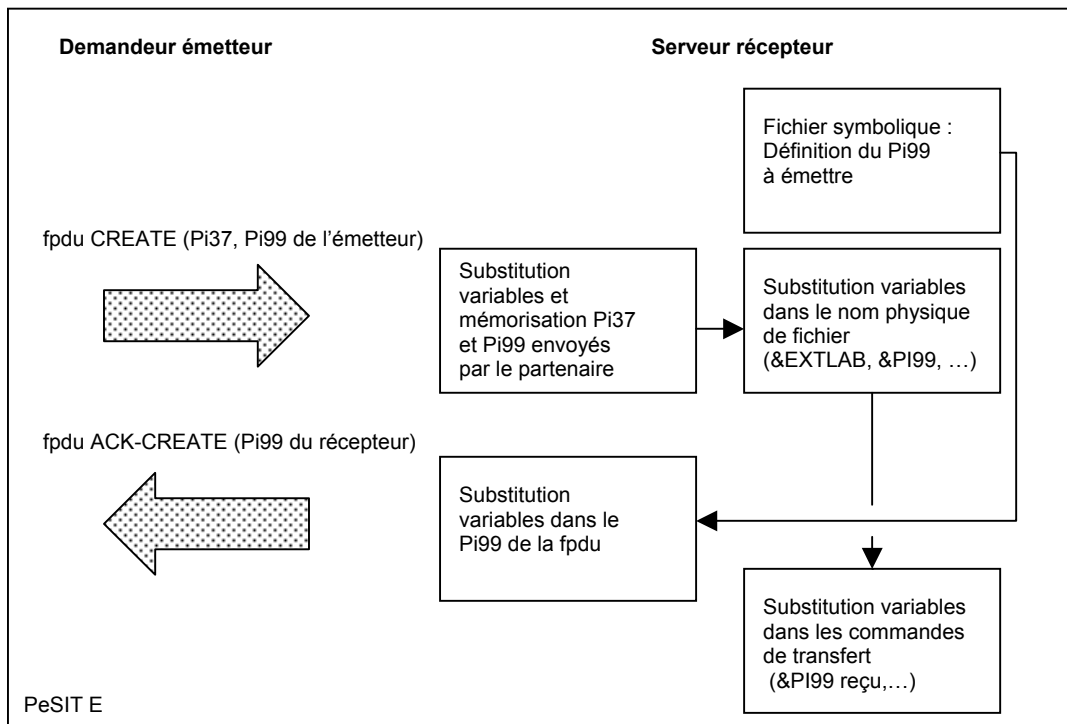 Demandeur émetteur
Serveur récepteur
Fichier symbolique :
Définition du Pi99
à émettre
fpdu CREATE (Pi37, Pi99 de l’émetteur)
Substitution
variables et
mémorisation Pi37
et Pi99 envoyés
par le partenaire
Substitution variables
dans le nom physique
de fichier
(&EXTLAB, &PI99, …)
fpdu ACK-CREATE (Pi99 du récepteur)
Substitution
variables dans le
Pi99 de la fpdu
Substitution variables
dans les commandes
de transfert
(&PI99 reçu,…)
PeSIT E